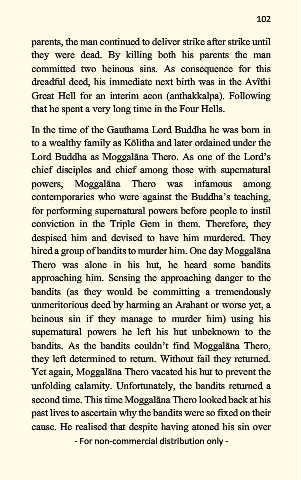 102
parents, the man continued to deliver strike after strike until
they were dead. By killing both his parents the man
committed two heinous sins. As consequence for this
dreadful deed, his immediate next birth was in the Avīthi
Great Hell for an interim aeon (anthakkalpa). Following
that he spent a very long time in the Four Hells.
In the time of the Gauthama Lord Buddha he was born in
to a wealthy family as Kōlitha and later ordained under the
Lord Buddha as Moggalāna Thero. As one of the Lord's
chief disciples and chief among those with supernatural
powers, Moggalāna Thero was infamous among
contemporaries who were against the Buddha's teaching,
for performing supernatural powers before people to instil
conviction in the Triple Gem in them. Therefore, they
despised him and devised to have him murdered. They
hired a group of bandits to murder him. One day Moggalāna
Thero was alone in his hut, he heard some bandits
approaching him. Sensing the approaching danger to the
bandits (as they would be committing a tremendously
unmeritorious deed by harming an Arahant or worse yet, a
heinous sin if they manage to murder him) using his
supernatural powers he left his hut unbeknown to the
bandits. As the bandits couldn't find Moggalāna Thero,
they left determined to return. Without fail they returned.
Yet again, Moggalāna Thero vacated his hut to prevent the
unfolding calamity. Unfortunately, the bandits returned a
second time. This time Moggalāna Thero looked back at his
past lives to ascertain why the bandits were so fixed on their
cause. He realised that despite having atoned his sin over
- For non-commercial distribution only -